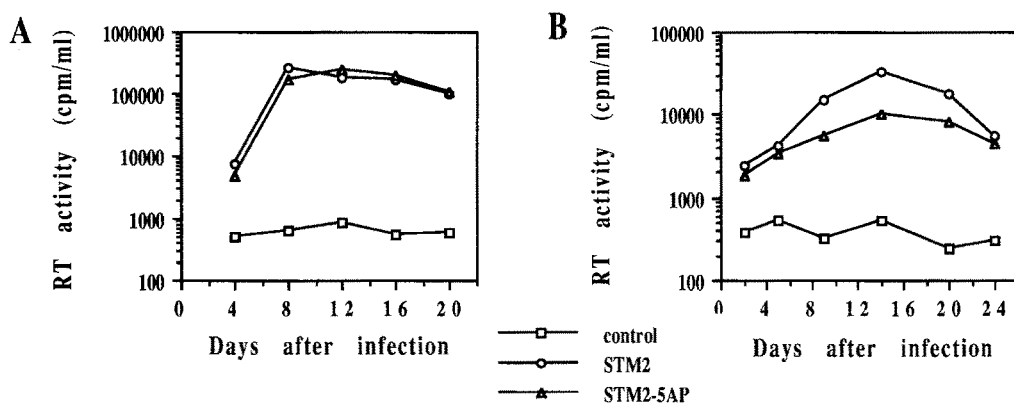 A
RT activity (cpm/ml)
1000000
100000
10000
1000
100
0 4 8 12 16 20
Days after infection
B
RT activity (cpm/ml)
100000
10000
1000
100
0 4 8 12 16 20 24
Days after infection
control
STM2
STM2-5AP